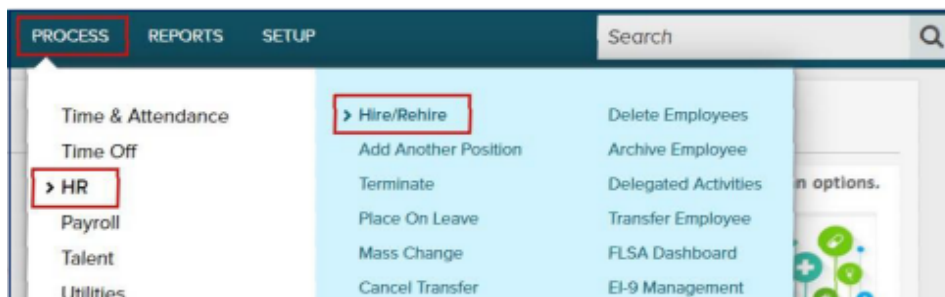 PROCESS REPORTS SETUP Search
Time & Attendance
Time Off
> HR
Payroll
Talent
Utilities
> Hire/Rehire
Add Another Position
Terminate
Place On Leave
Mass Change
Cancel Transfer
Delete Employees
Archive Employee
Delegated Activities
Transfer Employee
FLSA Dashboard
EI-9 Management
options.